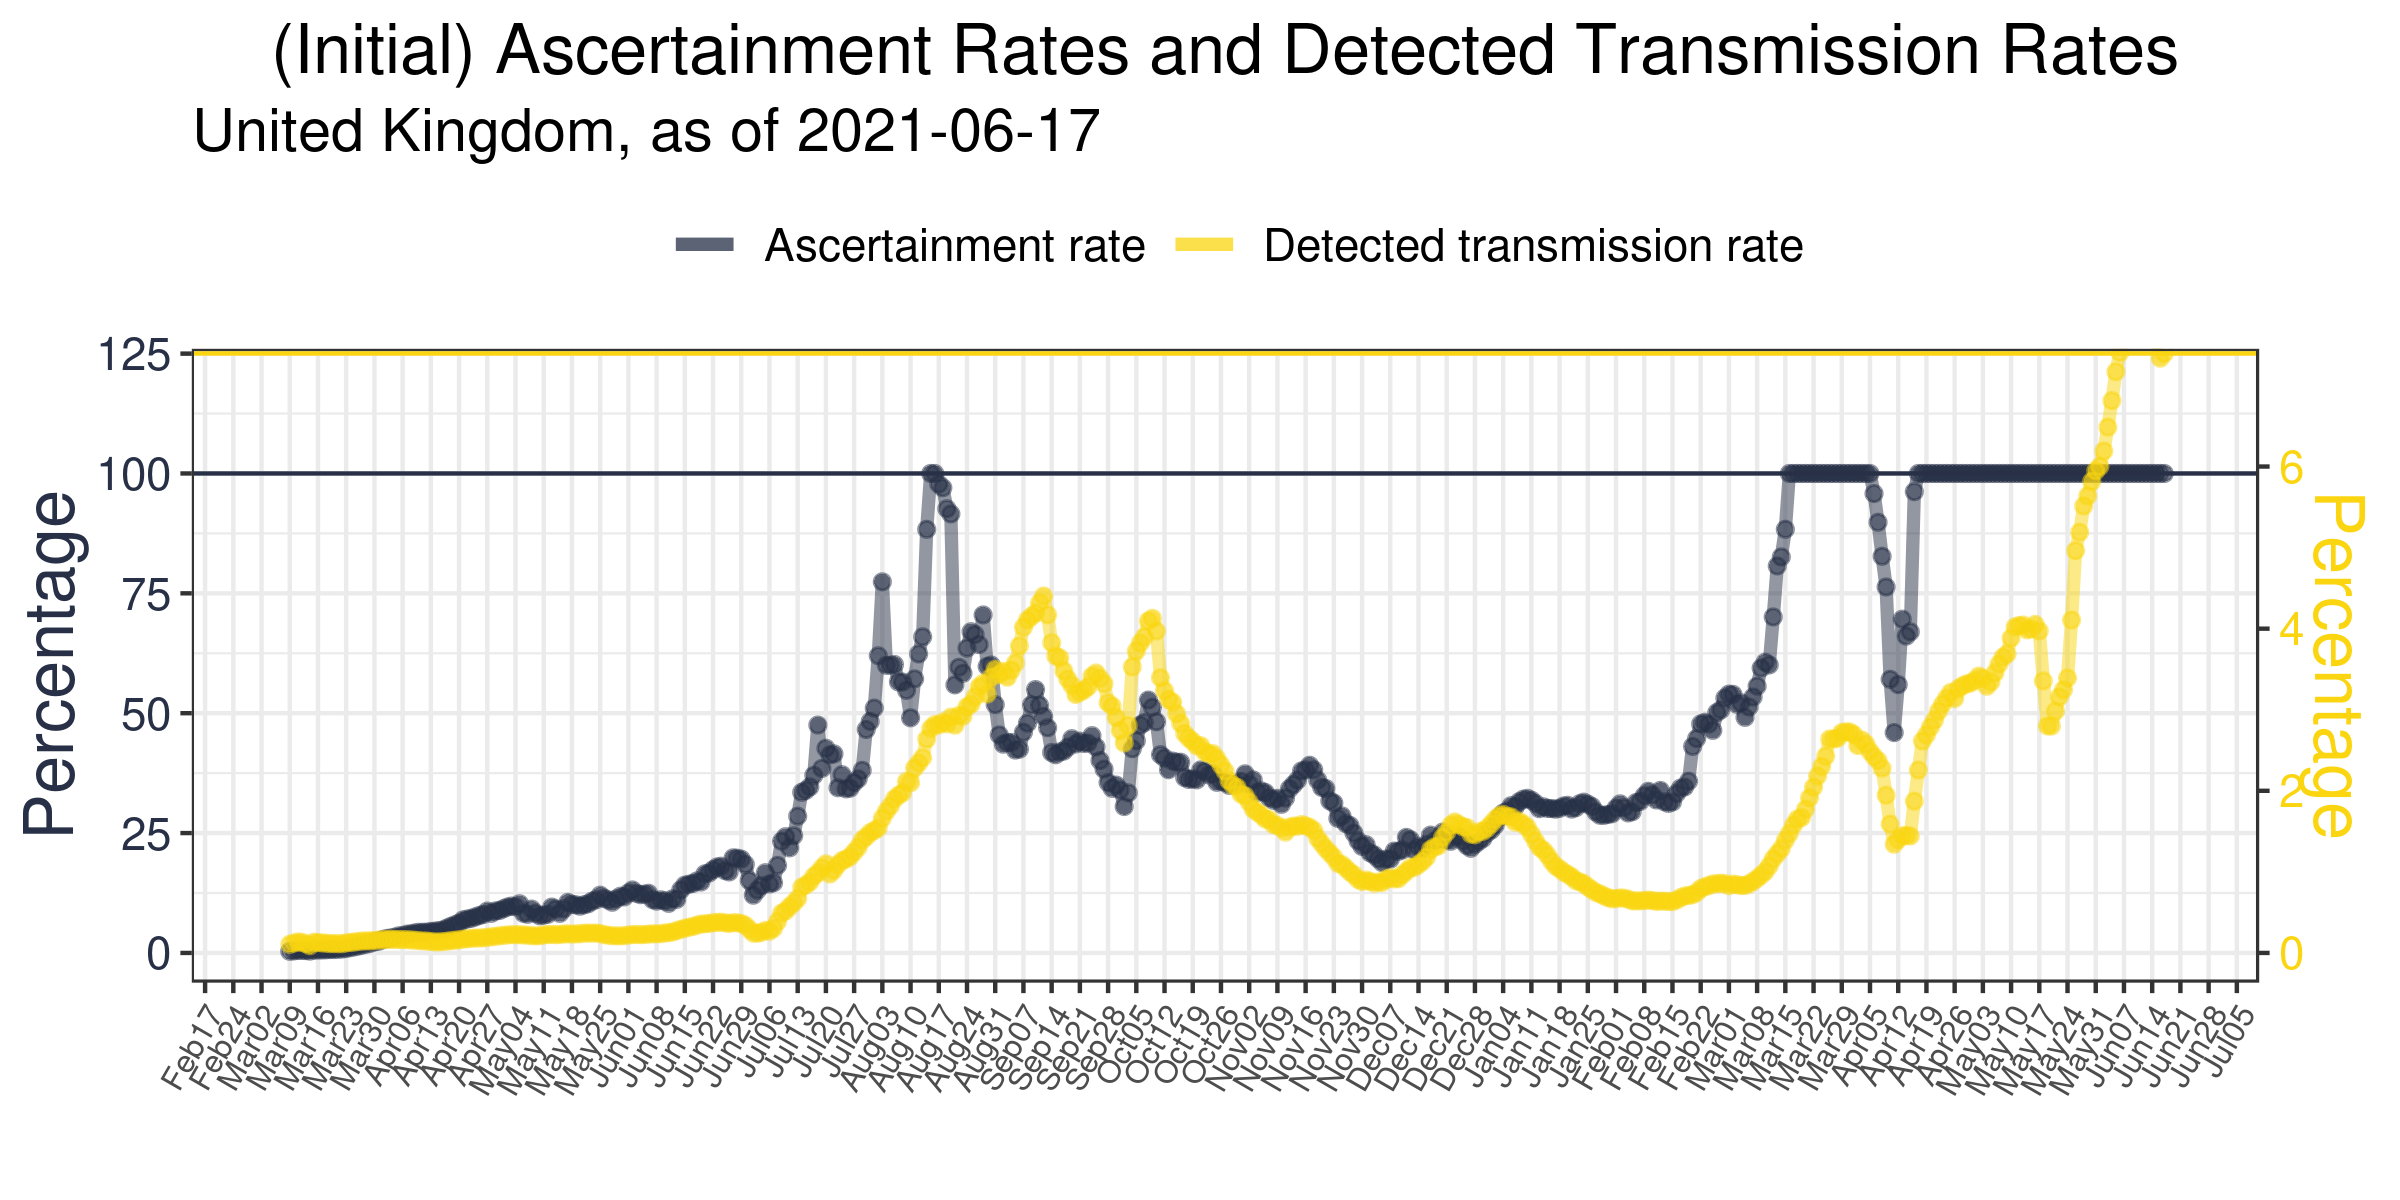 (Initial) Ascertainment Rates and Detected Transmission Rates
United Kingdom, as of 2021-06-17
Ascertainment rate
Detected transmission rate
Percentage
125
100
75
50
25
0
6
4
2
0
Percentage
Feb17
Feb24
Mar02
Mar09
Mar16
Mar23
Mar30
Apr06
Apr13
Apr20
Apr27
May04
May11
May18
May25
Jun01
Jun08
Jun15
Jun22
Jun29
Jul06
Jul13
Jul20
Jul27
Aug03
Aug10
Aug17
Aug24
Aug31
Sep07
Sep14
Sep21
Sep28
Oct05
Oct12
Oct19
Oct26
Nov02
Nov09
Nov16
Nov23
Nov30
Dec07
Dec14
Dec21
Dec28
Jan04
Jan11
Jan18
Jan25
Feb01
Feb08
Feb15
Feb22
Mar01
Mar08
Mar15
Mar22
Mar29
Apr05
Apr12
Apr19
Apr26
May03
May10
May17
May24
May31
Jun07
Jun14
Jun21
Jun28
Jul05